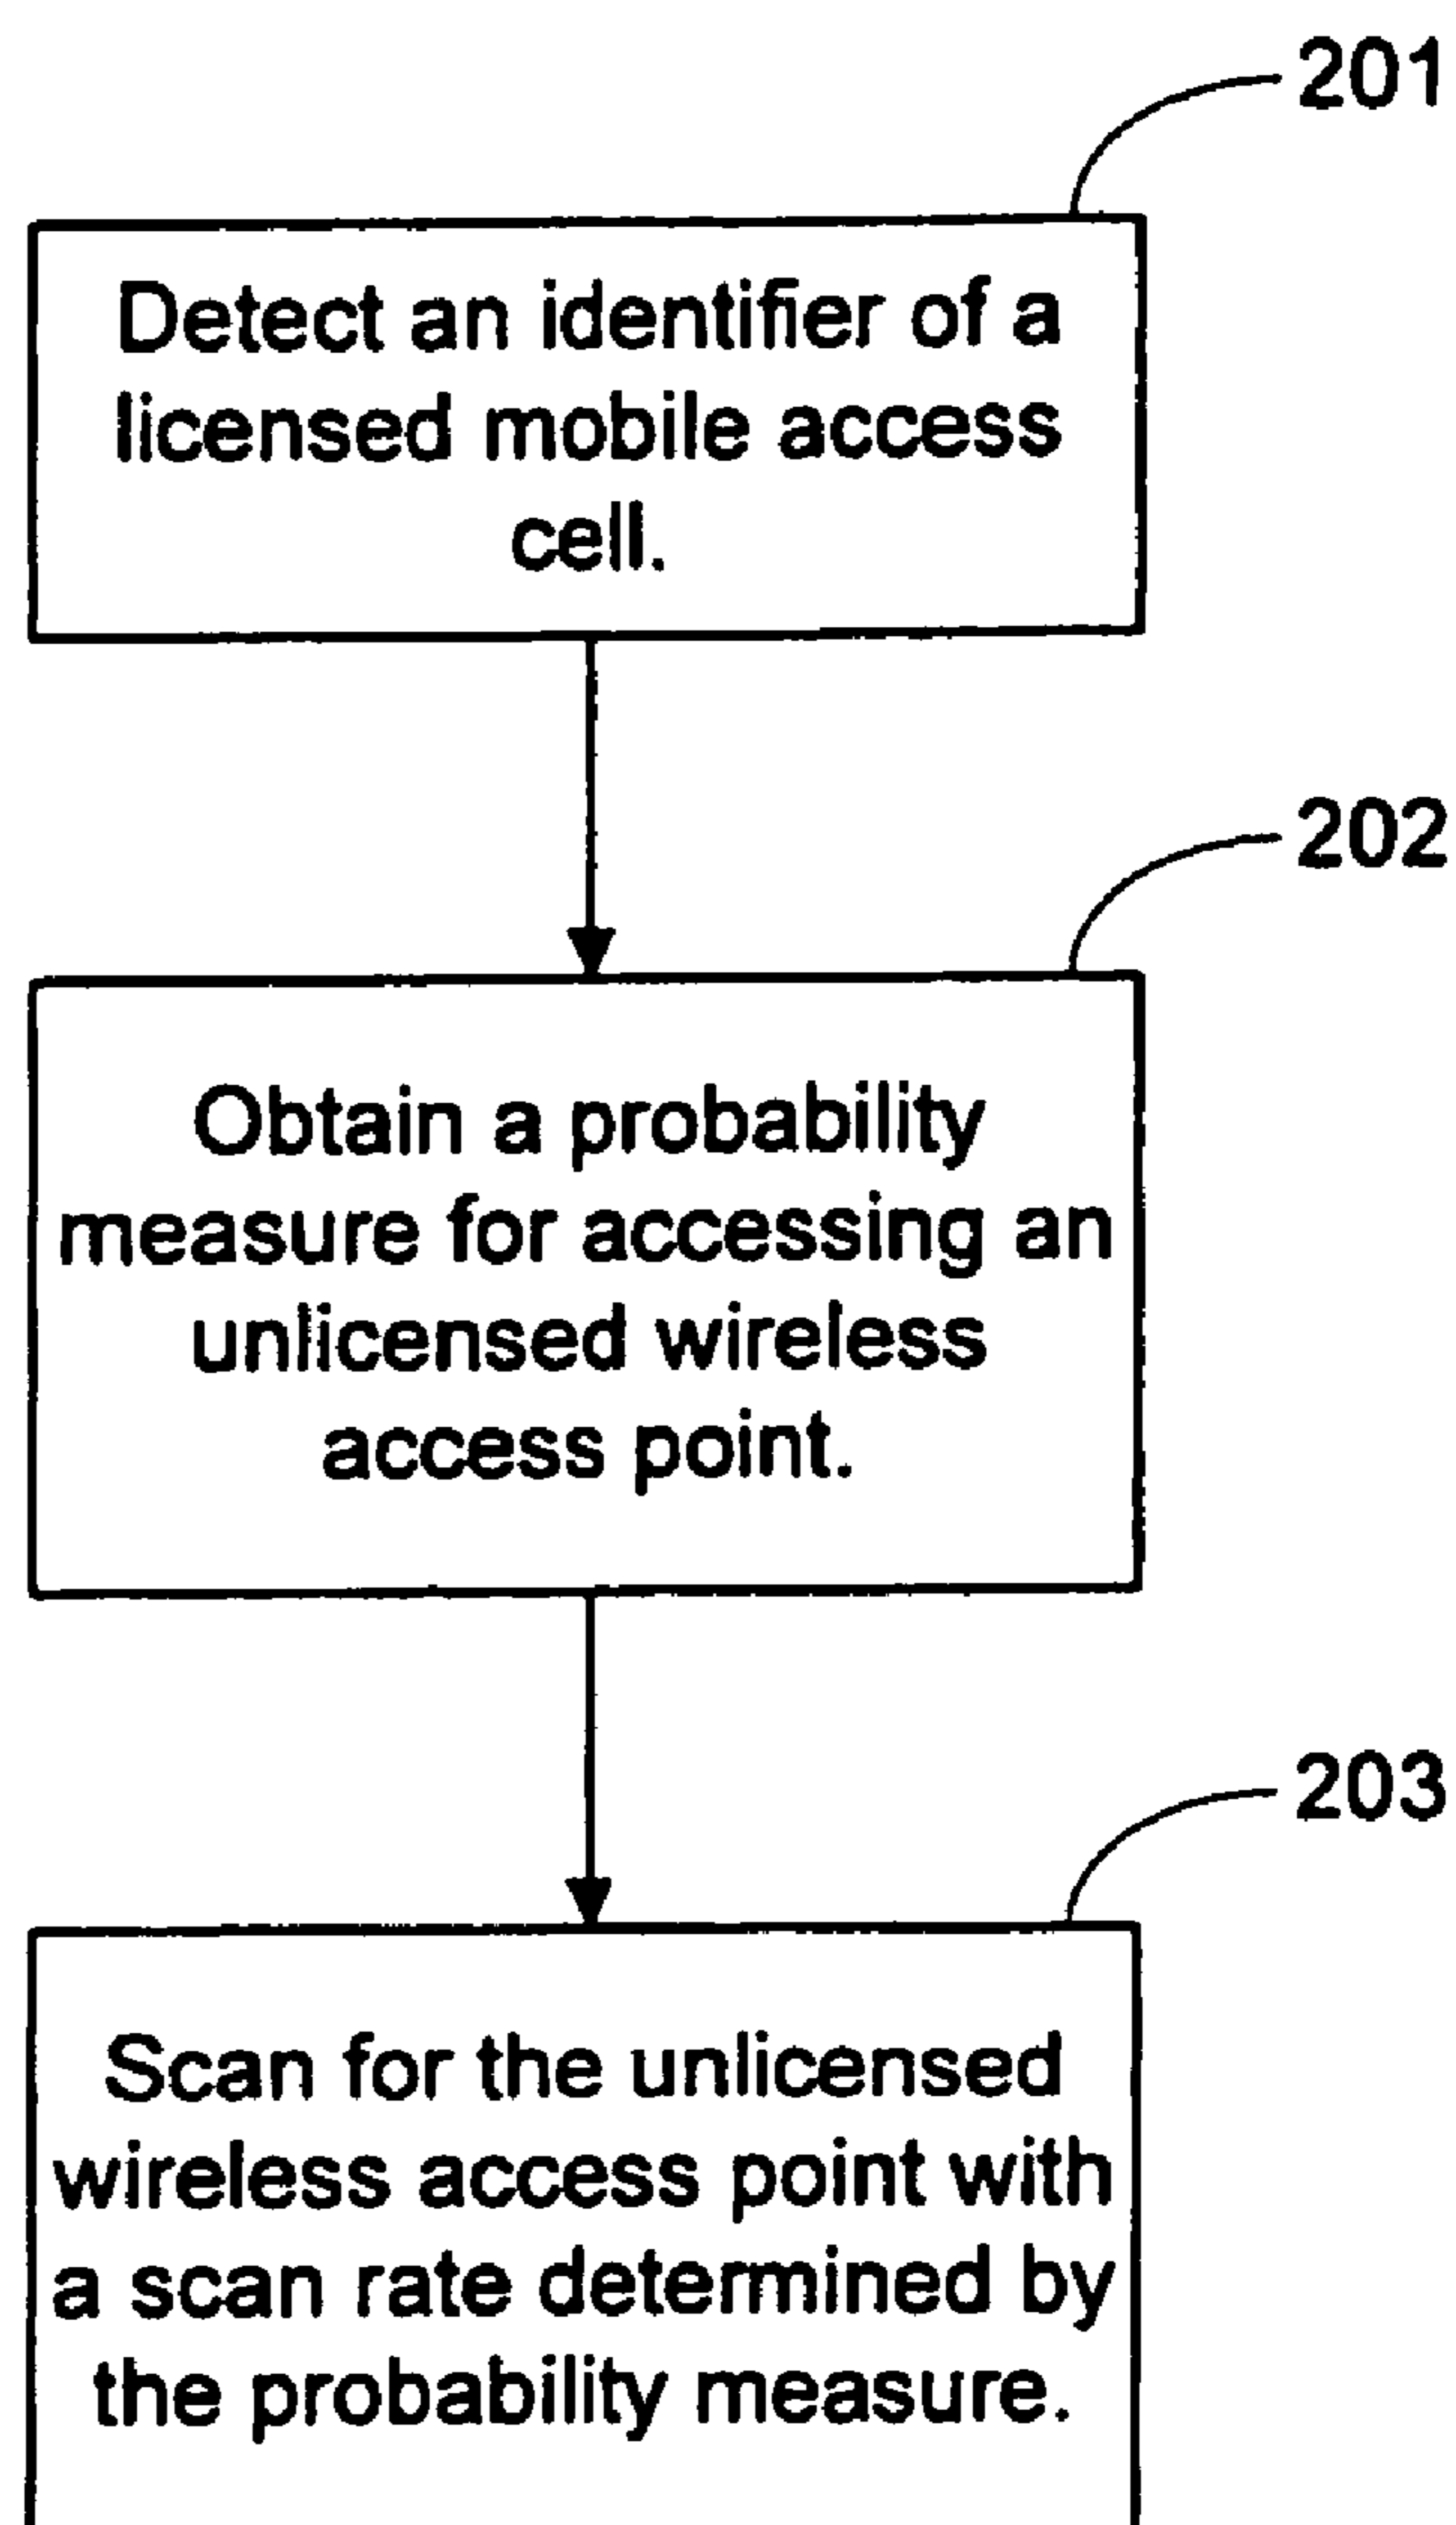 201
Detect an identifier of a
licensed mobile access
cell.
202
Obtain a probability
measure for accessing an
unlicensed wireless
access point.
203
Scan for the unlicensed
wireless access point with
a scan rate determined by
the probability measure.